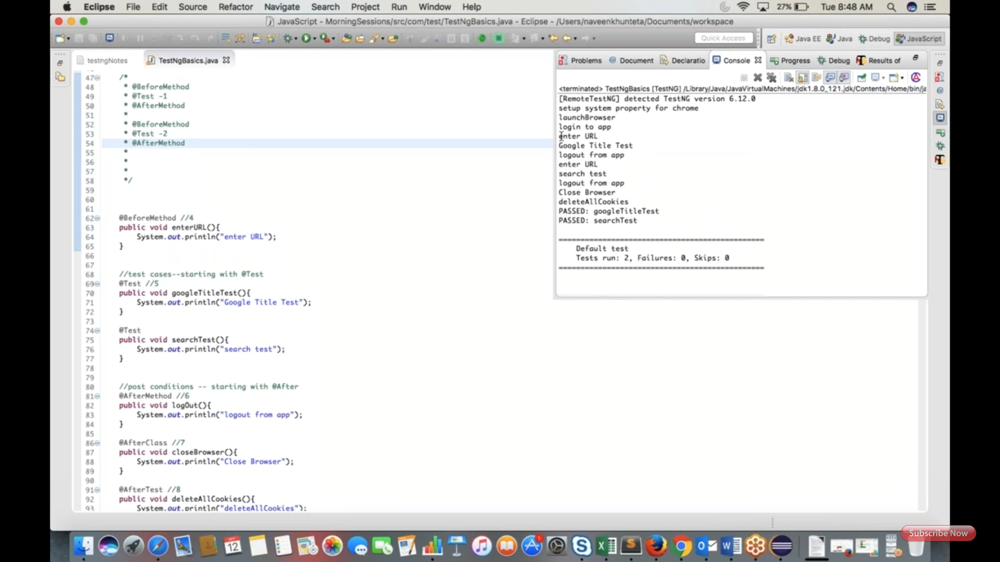 Eclipse File Edit Source Refactor Navigate Search Project Run Window Help 27% Tue 8:48 AM
JavaScript - MorningSessions/src/com/test/TestNgBasics.java - Eclipse - /Users/naveenkhunteta/Documents/workspace
Quick Access Java EE Java Debug JavaScript
testngNotes TestNgBasics.java
47 /*
48 * @BeforeMethod
49 * @Test -1
50 * @AfterMethod
51 *
52 * @BeforeMethod
53 * @Test -2
54 * @AfterMethod
55 *
56 *
57 *
58 */
59
60
61
62 @BeforeMethod //4
63 public void enterURL(){
64 System.out.println("enter URL");
65 }
66
67
68 //test cases--starting with @Test
69 @Test //5
70 public void googleTitleTest(){
71 System.out.println("Google Title Test");
72 }
73
74 @Test
75 public void searchTest(){
76 System.out.println("search test");
77 }
78
79
80 //post conditions -- starting with @After
81 @AfterMethod //6
82 public void logOut(){
83 System.out.println("logout from app");
84 }
85
86 @AfterClass //7
87 public void closeBrowser(){
88 System.out.println("Close Browser");
89 }
90
91 @AfterTest //8
92 public void deleteAllCookies(){
93 System.out.println("deleteAllCookies");
Problems Document Declaratio Console Progress Debug Results of
<terminated> TestNgBasics [TestNG] /Library/Java/JavaVirtualMachines/jdk1.8.0_121.jdk/Contents/Home/bin/ja
[RemoteTestNG] detected TestNG version 6.12.0
setup system property for chrome
launchBrowser
login to app
enter URL
Google Title Test
logout from app
enter URL
search test
logout from app
Close Browser
deleteAllCookies
PASSED: googleTitleTest
PASSED: searchTest
===============================================
Default test
Tests run: 2, Failures: 0, Skips: 0
===============================================
Subscribe Now
SEP
12
1